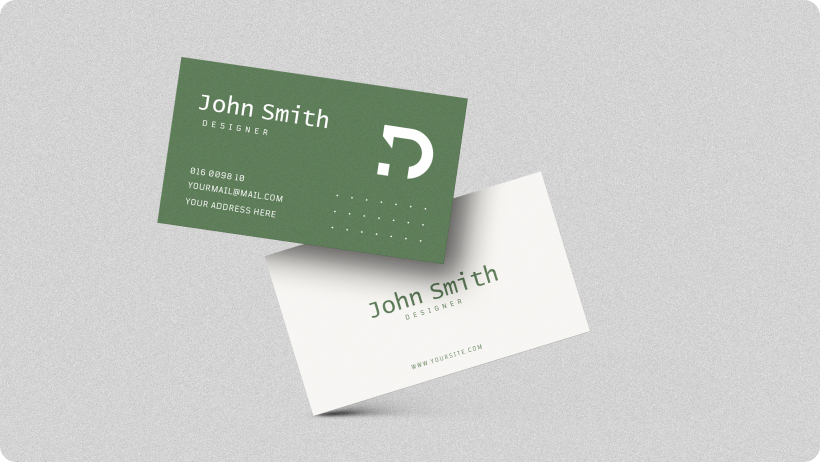 John Smith
DESIGNER
016 0098 10
YOURMAIL@MAIL.COM
YOUR ADDRESS HERE
John Smith
DESIGNER
WWW.YOURSITE.COM